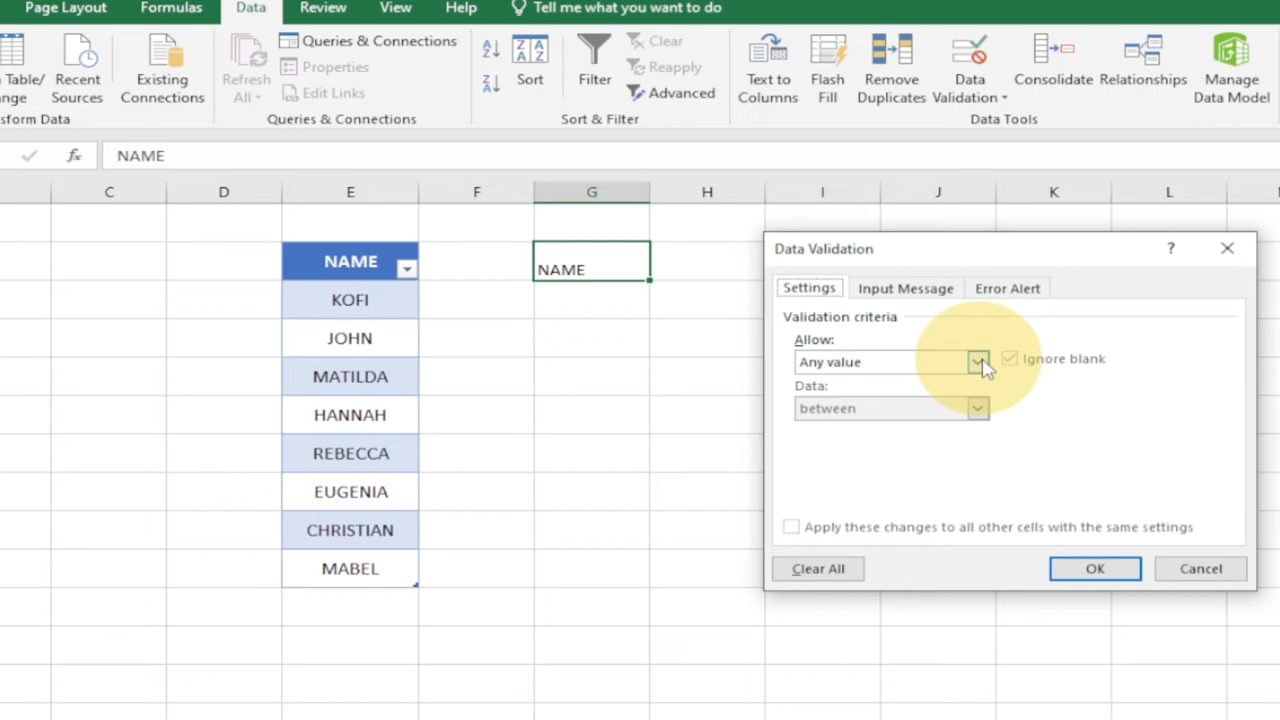 Page Layout Formulas Data Review View Help Tell me what you want to do
Table/ Recent Sources Existing Connections Refresh All Queries & Connections Properties Edit Links Sort Filter Clear Reapply Advanced Text to Columns Flash Fill Remove Duplicates Data Validation Consolidate Relationships Manage Data Model
Queries & Connections Sort & Filter Data Tools
fx NAME
C D E F G H I J K L
NAME NAME
KOFI
JOHN
MATILDA
HANNAH
REBECCA
EUGENIA
CHRISTIAN
MABEL
Data Validation ?
Settings Input Message Error Alert
Validation criteria
Allow:
Any value Ignore blank
Data:
between
Apply these changes to all other cells with the same settings
Clear All OK Cancel